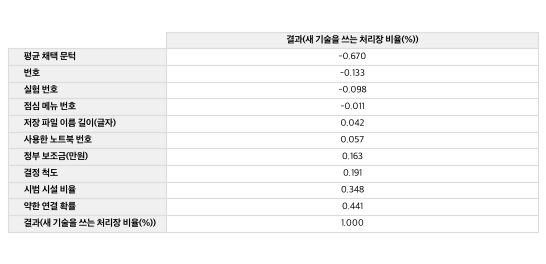 결과(새 기술을 쓰는 처리장 비율(%))
평균 채택 문턱 -0.670
번호 -0.133
실험 번호 -0.098
점심 메뉴 번호 -0.011
저장 파일 이름 길이(글자) 0.042
사용한 노트북 번호 0.057
정부 보조금(만원) 0.163
결정 척도 0.191
시범 시설 비율 0.348
약한 연결 확률 0.441
결과(새 기술을 쓰는 처리장 비율(%)) 1.000